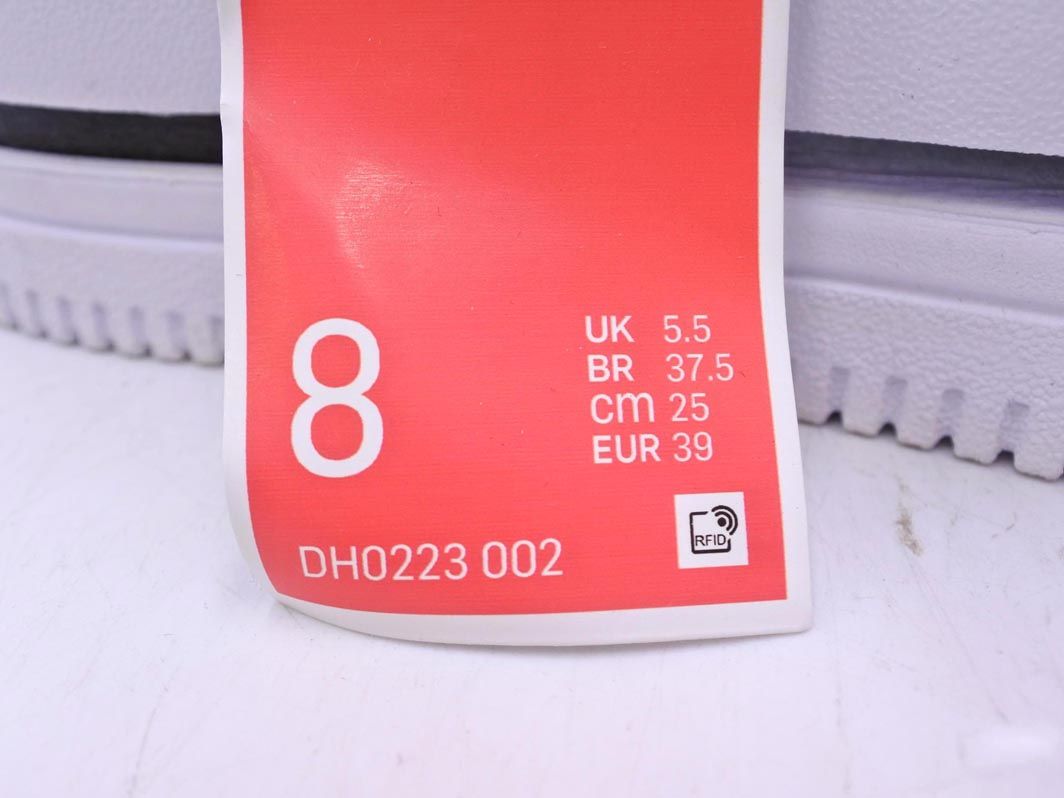 8
UK 5.5
BR 37.5
cm 25
EUR 39
RFID
DH0223 002